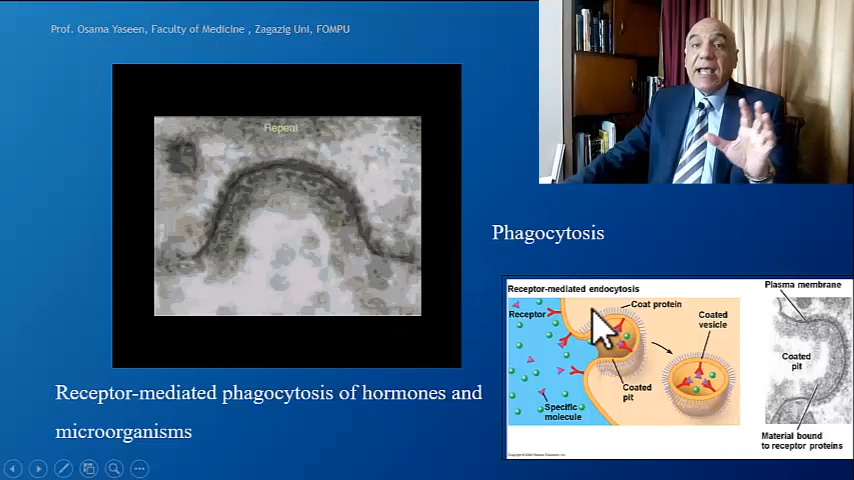 Prof. Osama Yaseen, Faculty of Medicine , Zagazig Uni, FOMPU
Repeat
Phagocytosis
Receptor-mediated phagocytosis of hormones and
microorganisms
Receptor-mediated endocytosis
Receptor
Coat protein
Coated
vesicle
Coated
pit
Specific
molecule
Plasma membrane
Coated
pit
Material bound
to receptor proteins